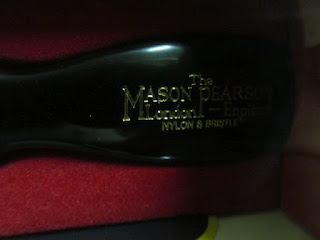 The
MASON PEARSON
London England
NYLON & BRISTLE